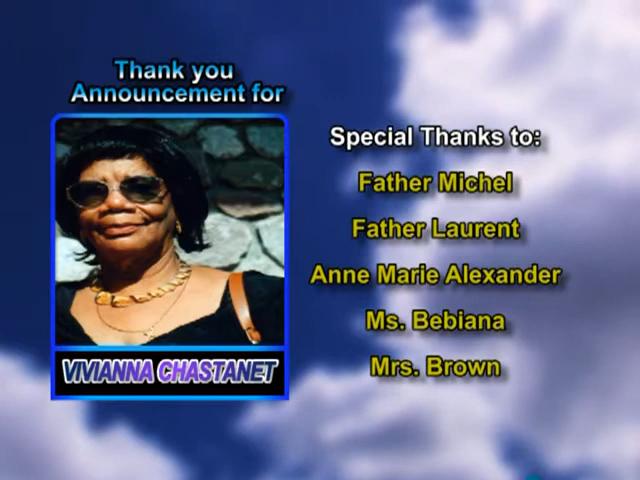 Thank you
Announcement for
VIVIANNA CHASTANET
Special Thanks to:
Father Michel
Father Laurent
Anne Marie Alexander
Ms. Bebiana
Mrs. Brown